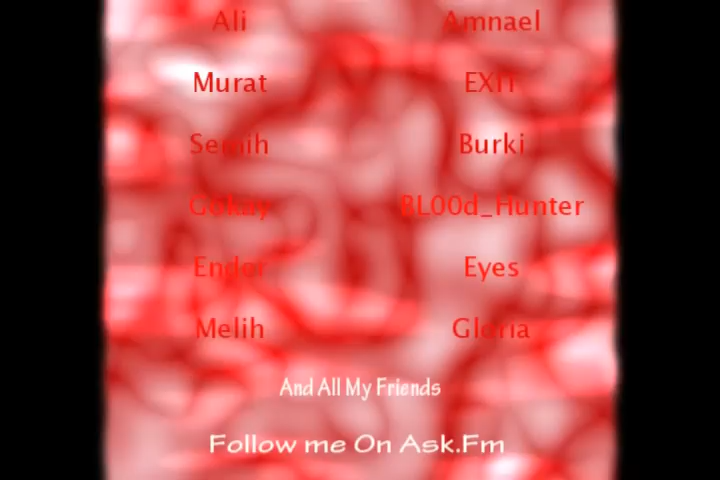 Ali Amnael
Murat EX1T
Semih Burki
Gökay BL00d_Hunter
Ender Eyes
Melih Gloria
And All My Friends
Follow me On Ask.Fm